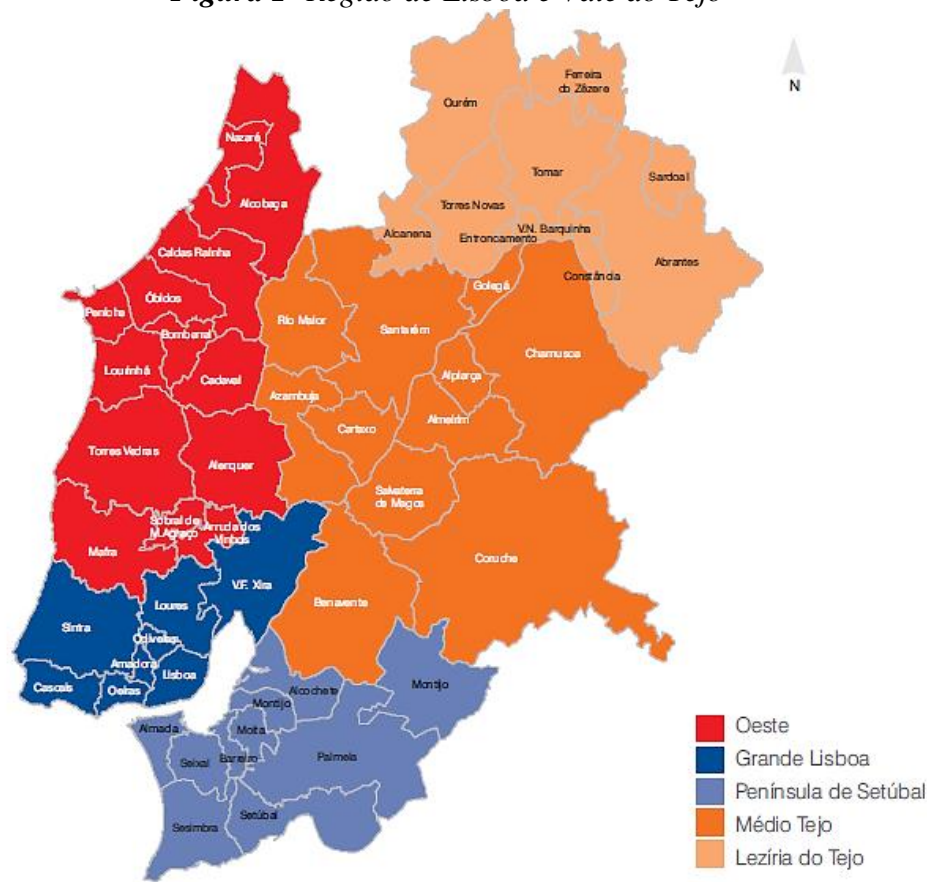 Figura 1- Região de Lisboa e Vale do Tejo
N
Ourém
Ferreira
do Zêzere
Nazaré
Tomar
Sardoal
Alcobaça
Torres Novas
Alcanena
Entroncamento
V.N. Barquinha
Caldas Rainha
Constância
Abrantes
Golegã
Óbidos
Peniche
Rio Maior
Santarém
Bombarral
Chamusca
Lourinhã
Cadaval
Alpiarça
Azambuja
Almeirim
Cartaxo
Torres Vedras
Alenquer
Salvaterra
de Magos
Sobral de
M.Agraço
Arruda dos
Vinhos
Mafra
Coruche
V.F. Xira
Loures
Benavente
Sintra
Odivelas
Amadora
Lisboa
Cascais
Oeiras
Alcochete
Montijo
Montijo
Almada
Moita
Seixal
Barreiro
Palmela
Setúbal
Sesimbra
Oeste
Grande Lisboa
Península de Setúbal
Médio Tejo
Lezíria do Tejo